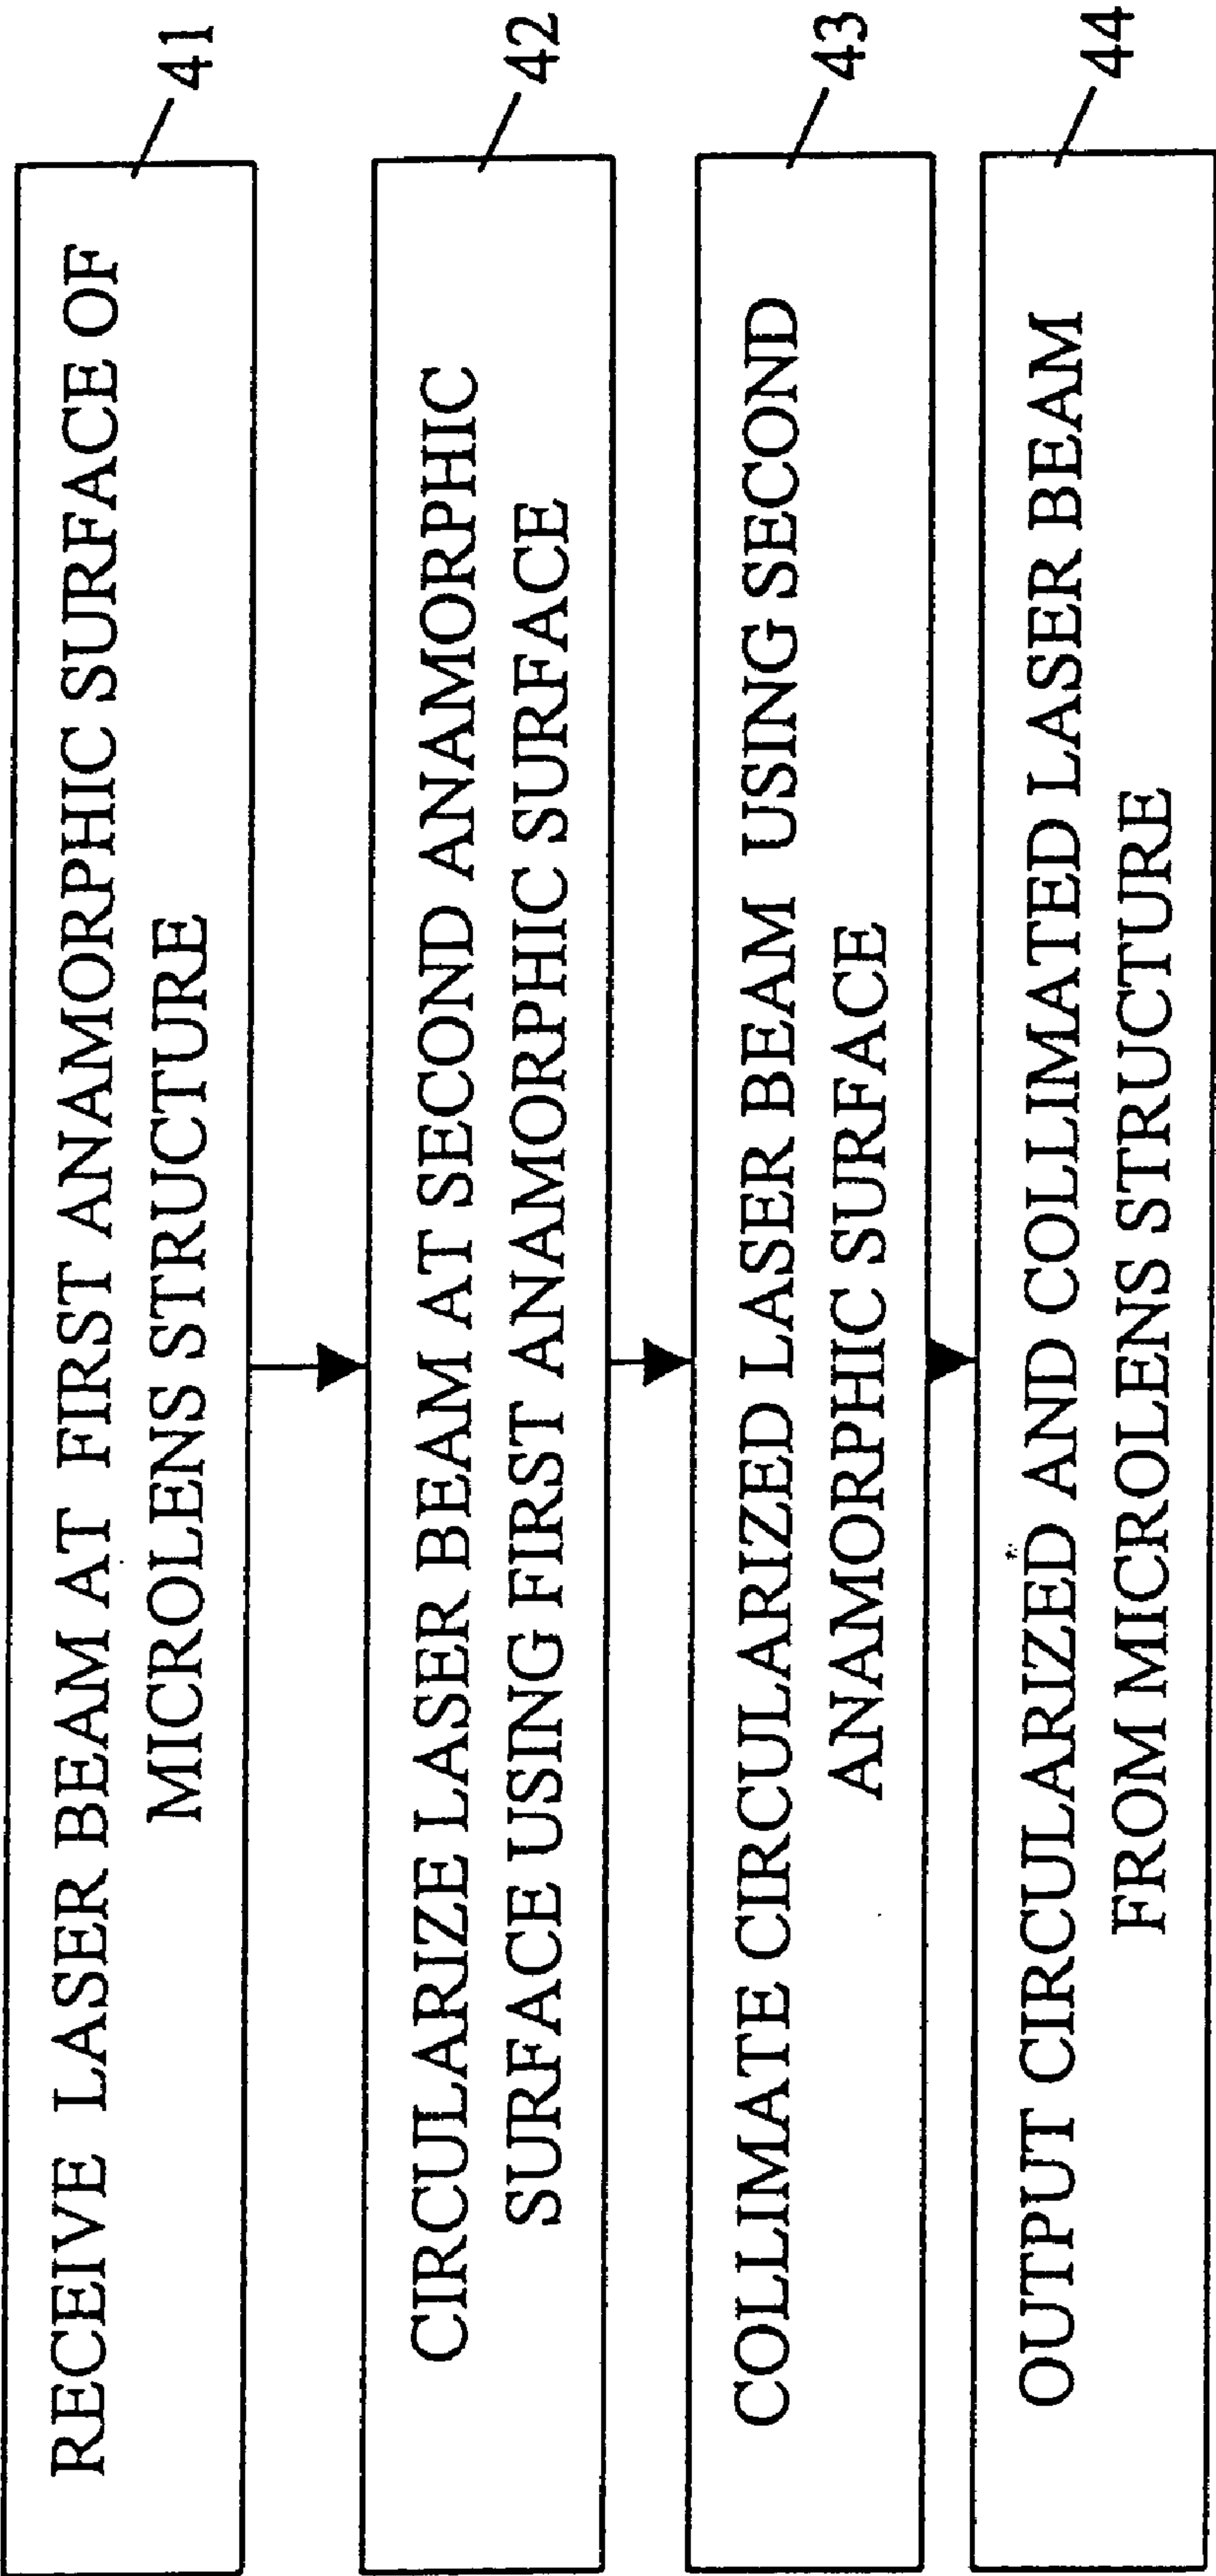 RECEIVE LASER BEAM AT FIRST ANAMORPHIC SURFACE OF
MICROLENS STRUCTURE
41
CIRCULARIZE LASER BEAM AT SECOND ANAMORPHIC
SURFACE USING FIRST ANAMORPHIC SURFACE
42
COLLIMATE CIRCULARIZED LASER BEAM USING SECOND
ANAMORPHIC SURFACE
43
OUTPUT CIRCULARIZED AND COLLIMATED LASER BEAM
FROM MICROLENS STRUCTURE
44